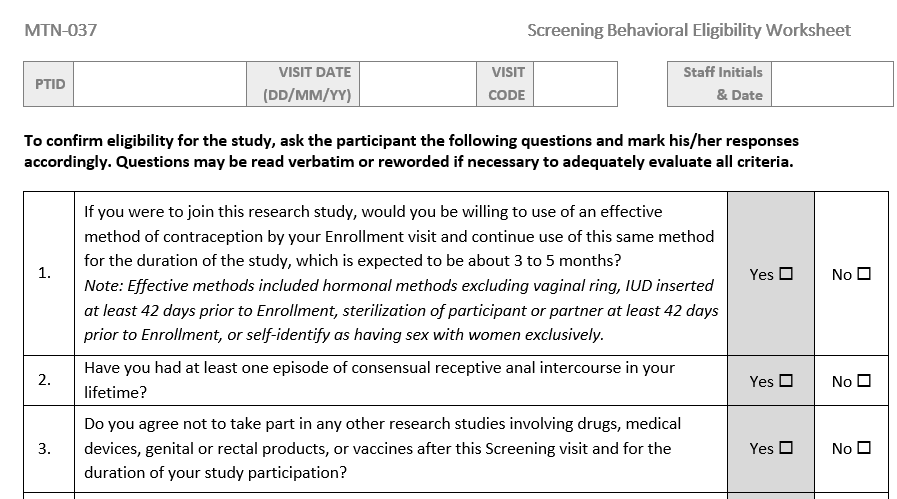 MTN-037 Screening Behavioral Eligibility Worksheet
PTID VISIT DATE (DD/MM/YY) VISIT CODE Staff Initials & Date
To confirm eligibility for the study, ask the participant the following questions and mark his/her responses
accordingly. Questions may be read verbatim or reworded if necessary to adequately evaluate all criteria.
1.
If you were to join this research study, would you be willing to use of an effective
method of contraception by your Enrollment visit and continue use of this same method
for the duration of the study, which is expected to be about 3 to 5 months?
Note: Effective methods included hormonal methods excluding vaginal ring, IUD inserted
at least 42 days prior to Enrollment, sterilization of participant or partner at least 42 days
prior to Enrollment, or self-identify as having sex with women exclusively.
Yes ☐ No ☐
2.
Have you had at least one episode of consensual receptive anal intercourse in your
lifetime?
Yes ☐ No ☐
3.
Do you agree not to take part in any other research studies involving drugs, medical
devices, genital or rectal products, or vaccines after this Screening visit and for the
duration of your study participation?
Yes ☐ No ☐